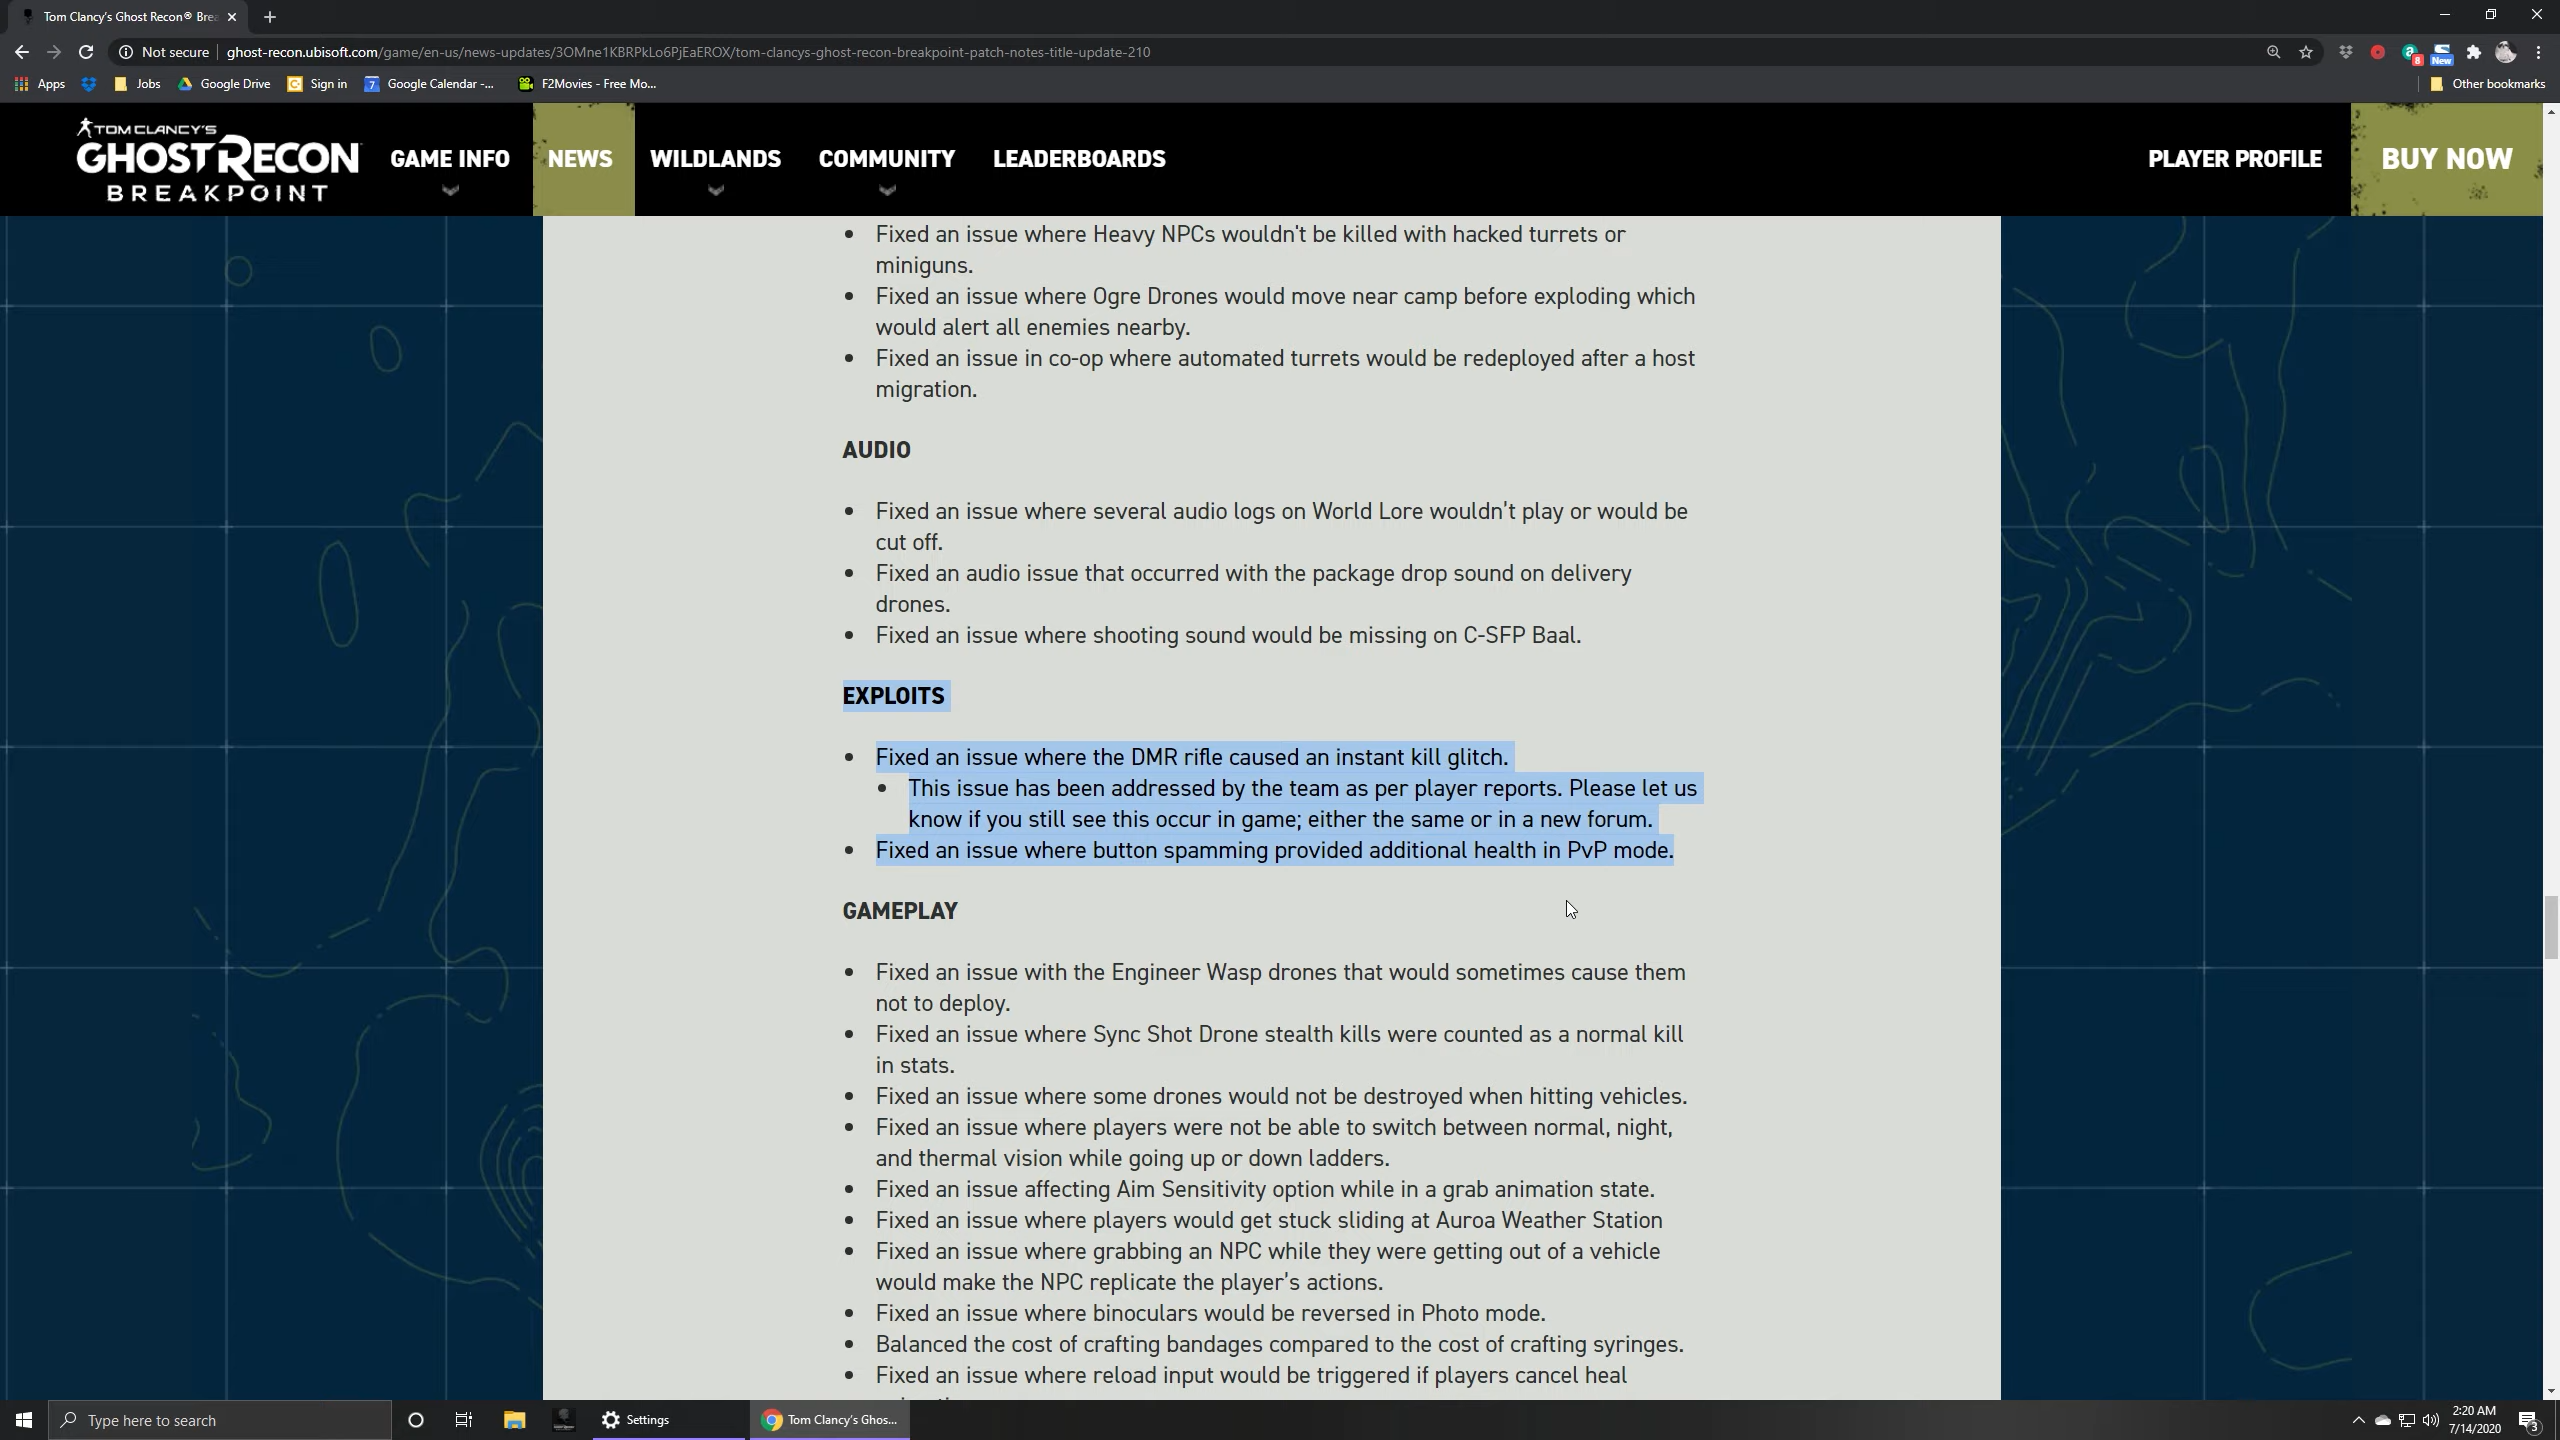 Tom Clancy's Ghost Recon® Brea
Not secure
ghost-recon.ubisoft.com/game/en-us/news-updates/3OMne1KBRPkLo6PjEaEROX/tom-clancys-ghost-recon-breakpoint-patch-notes-title-update-210
8
New
Apps
Jobs
Google Drive
Sign in
7
Google Calendar -...
F2Movies - Free Mo...
Other bookmarks
TOM CLANCY'S
GHOST RECON
BREAKPOINT
GAME INFO
NEWS
WILDLANDS
COMMUNITY
LEADERBOARDS
PLAYER PROFILE
BUY NOW
• Fixed an issue where Heavy NPCs wouldn't be killed with hacked turrets or
miniguns.
• Fixed an issue where Ogre Drones would move near camp before exploding which
would alert all enemies nearby.
• Fixed an issue in co-op where automated turrets would be redeployed after a host
migration.
AUDIO
• Fixed an issue where several audio logs on World Lore wouldn't play or would be
cut off.
• Fixed an audio issue that occurred with the package drop sound on delivery
drones.
• Fixed an issue where shooting sound would be missing on C-SFP Baal.
EXPLOITS
• Fixed an issue where the DMR rifle caused an instant kill glitch.
• This issue has been addressed by the team as per player reports. Please let us
know if you still see this occur in game; either the same or in a new forum.
• Fixed an issue where button spamming provided additional health in PvP mode.
GAMEPLAY
• Fixed an issue with the Engineer Wasp drones that would sometimes cause them
not to deploy.
• Fixed an issue where Sync Shot Drone stealth kills were counted as a normal kill
in stats.
• Fixed an issue where some drones would not be destroyed when hitting vehicles.
• Fixed an issue where players were not be able to switch between normal, night,
and thermal vision while going up or down ladders.
• Fixed an issue affecting Aim Sensitivity option while in a grab animation state.
• Fixed an issue where players would get stuck sliding at Auroa Weather Station
• Fixed an issue where grabbing an NPC while they were getting out of a vehicle
would make the NPC replicate the player's actions.
• Fixed an issue where binoculars would be reversed in Photo mode.
• Balanced the cost of crafting bandages compared to the cost of crafting syringes.
• Fixed an issue where reload input would be triggered if players cancel heal
Type here to search
Settings
Tom Clancy's Ghos...
2:20 AM
7/14/2020
3